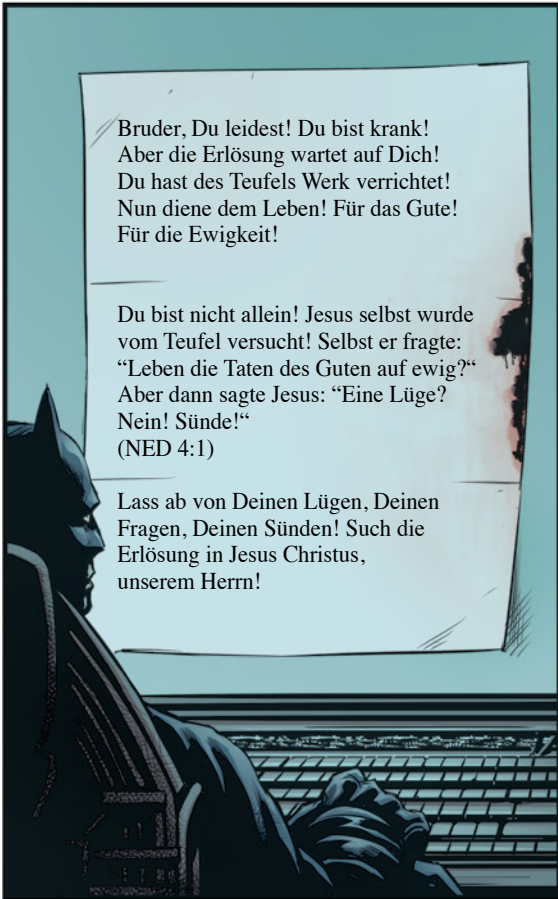 Bruder, Du leidest! Du bist krank!
Aber die Erlösung wartet auf Dich!
Du hast des Teufels Werk verrichtet!
Nun diene dem Leben! Für das Gute!
Für die Ewigkeit!
Du bist nicht allein! Jesus selbst wurde
vom Teufel versucht! Selbst er fragte:
“Leben die Taten des Guten auf ewig?“
Aber dann sagte Jesus: “Eine Lüge?
Nein! Sünde!“
(NED 4:1)
Lass ab von Deinen Lügen, Deinen
Fragen, Deinen Sünden! Such die
Erlösung in Jesus Christus,
unserem Herrn!